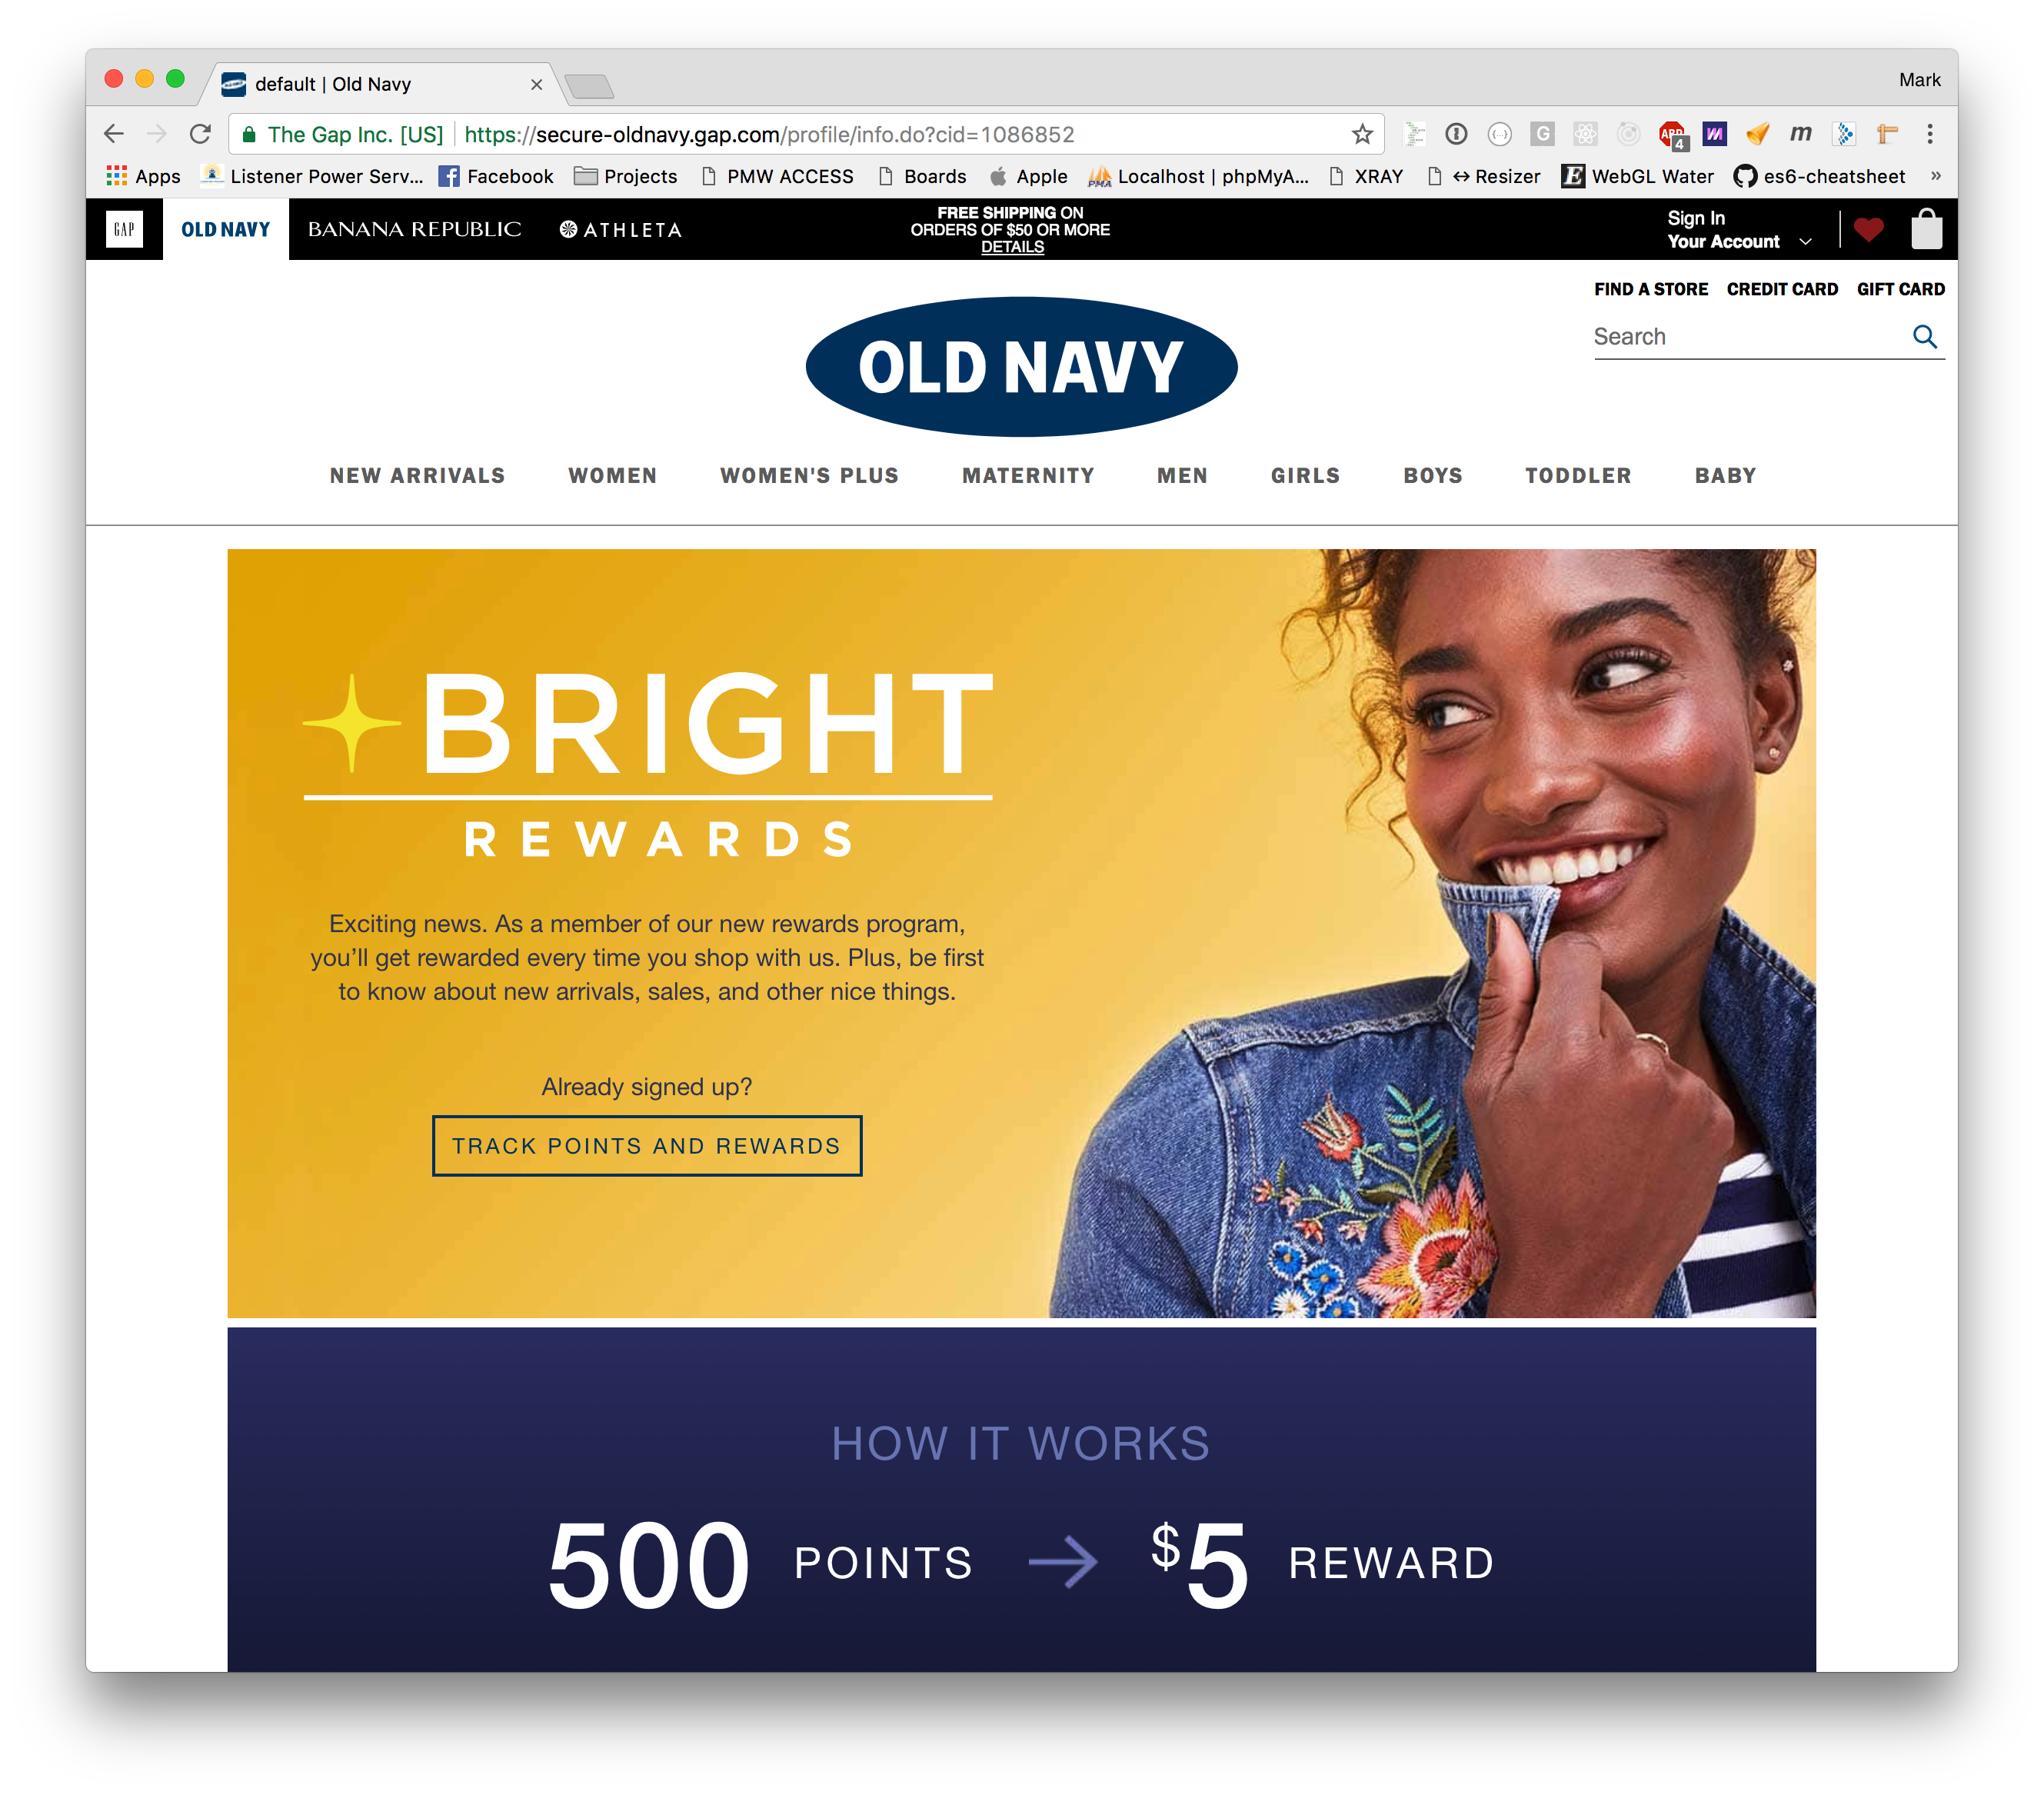 default | Old Navy
Mark
The Gap Inc. [US] https://secure-oldnavy.gap.com/profile/info.do?cid=1086852
G
ABP
4
m
Apps Listener Power Serv... Facebook Projects PMW ACCESS Boards Apple Localhost | phpMyA... XRAY ↔ Resizer WebGL Water es6-cheatsheet »
GAP
OLD NAVY
BANANA REPUBLIC
ATHLETA
FREE SHIPPING ON
ORDERS OF $50 OR MORE
DETAILS
Sign In
Your Account
FIND A STORE CREDIT CARD GIFT CARD
Search
OLD NAVY
NEW ARRIVALS WOMEN WOMEN'S PLUS MATERNITY MEN GIRLS BOYS TODDLER BABY
BRIGHT
REWARDS
Exciting news. As a member of our new rewards program,
you’ll get rewarded every time you shop with us. Plus, be first
to know about new arrivals, sales, and other nice things.
Already signed up?
TRACK POINTS AND REWARDS
HOW IT WORKS
500 POINTS → $5 REWARD